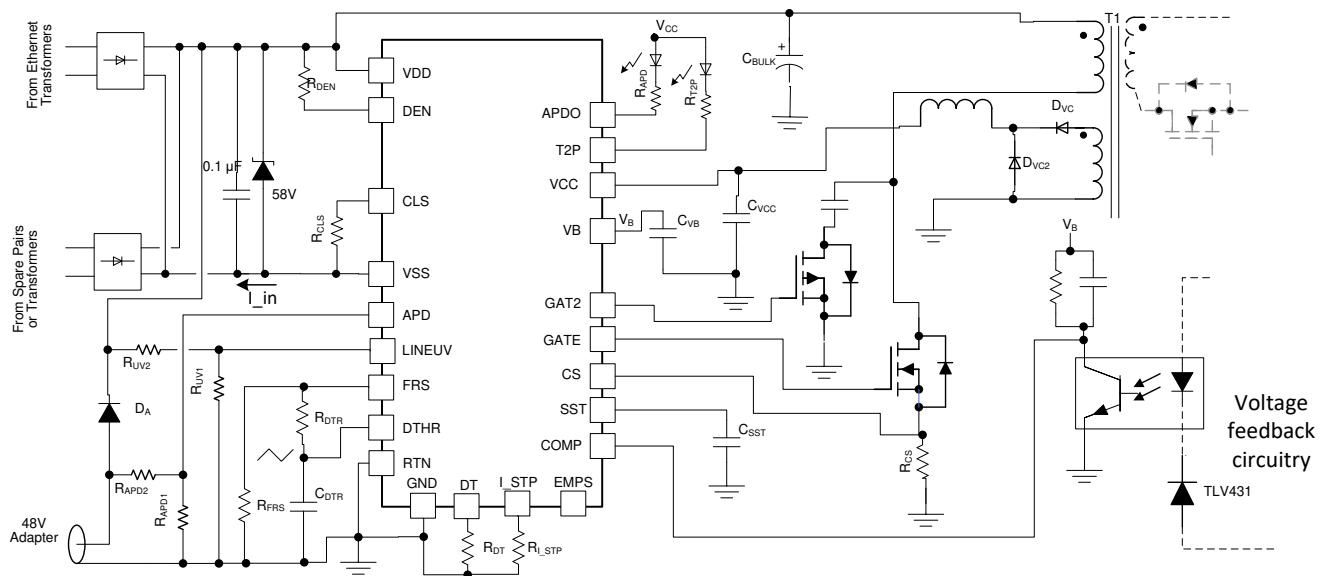 From Ethernet
Transformers
From Spare Pairs
or Transformers
48V
Adapter
0.1 µF
58V
I_in
RDEN
RCLS
RUV2
RUV1
DA
RAPD2
RAPD1
RFRS
RDTR
CDTR
VDD
DEN
CLS
VSS
APD
LINEUV
FRS
DTHR
RTN
GND
DT
I_STP
EMPS
RDT
RI_STP
APDO
T2P
VCC
VB
GAT2
GATE
CS
SST
COMP
VCC
RAPD
RT2P
CBULK
+
VB
CVB
CVCC
CSST
RCS
T1
DVC
DVC2
VB
Voltage
feedback
circuitry
TLV431